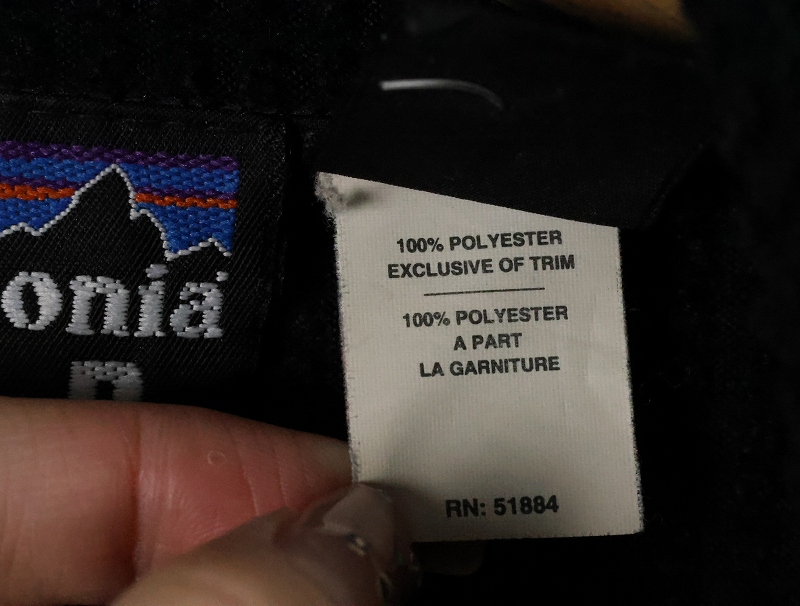 onia
100% POLYESTER
EXCLUSIVE OF TRIM
100% POLYESTER
A PART
LA GARNITURE
RN: 51884